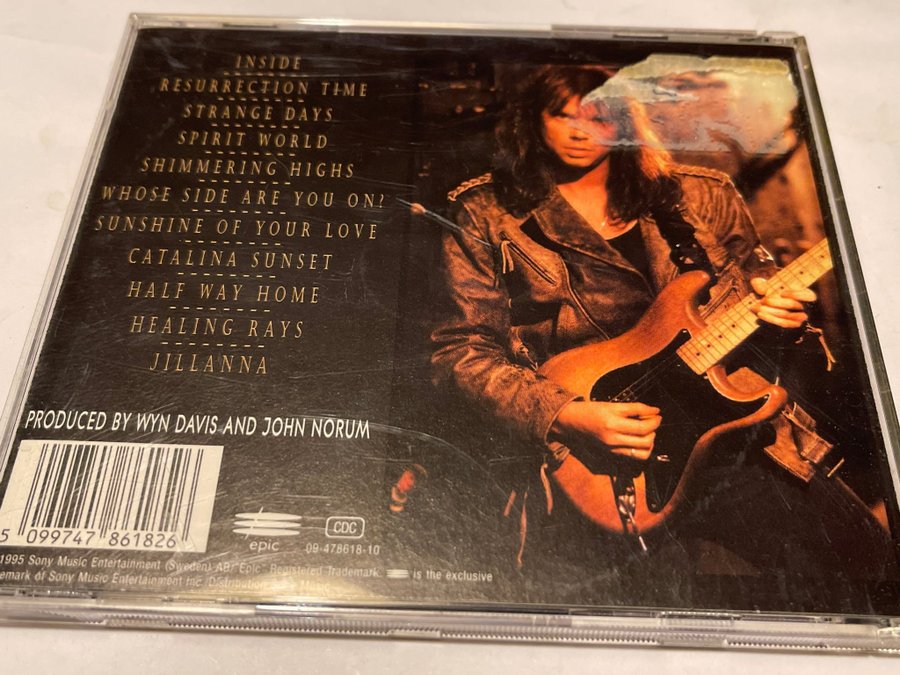 INSIDE
RESURRECTION TIME
STRANGE DAYS
SPIRIT WORLD
SHIMMERING HIGHS
WHOSE SIDE ARE YOU ON?
SUNSHINE OF YOUR LOVE
CATALINA SUNSET
HALF WAY HOME
HEALING RAYS
JILLANNA
PRODUCED BY WYN DAVIS AND JOHN NORUM
5 099747 861826
epic
CDC
09-478618-10
1995 Sony Music Entertainment (Sweden) AB/"Epic" Registered Trademark. is the exclusive
emark of Sony Music Entertainment Inc./Distribution